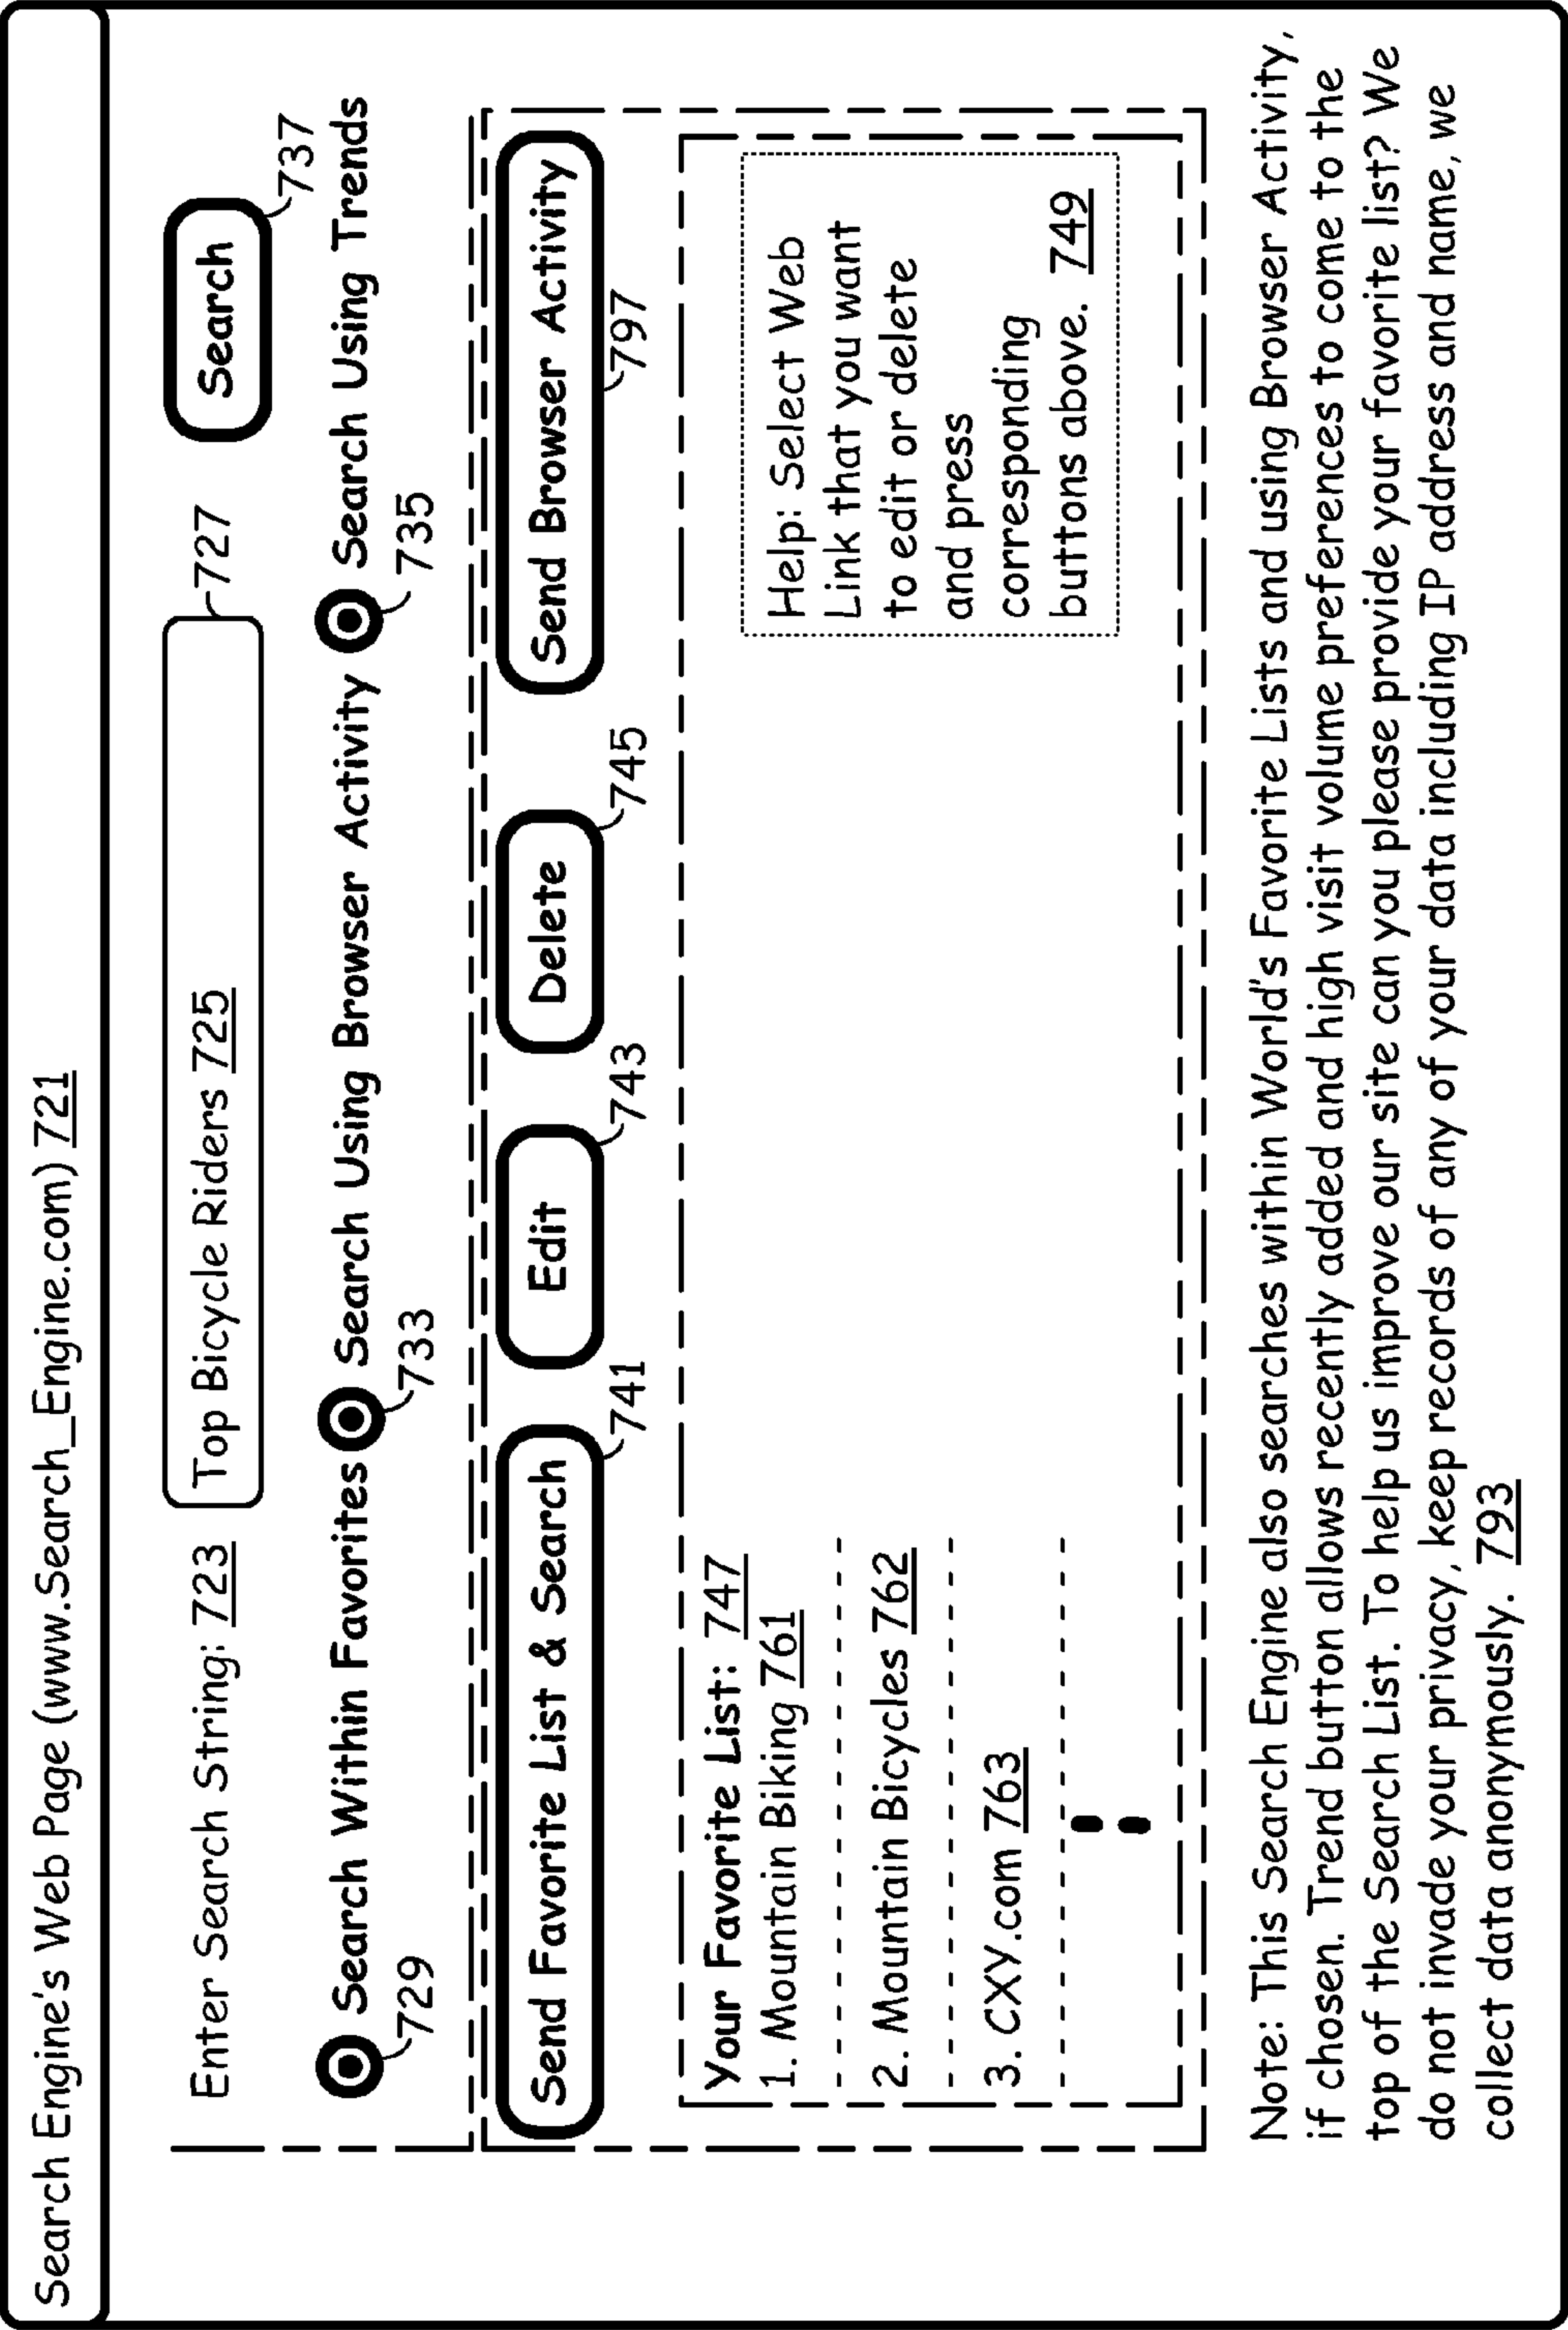 Search Engine's Web Page (www.Search_Engine.com) 721
Enter Search String: 723 Top Bicycle Riders 725 727 Search 737
Search Within Favorites 729 Search Using Browser Activity 733 Search Using Trends 735
Send Favorite List & Search 741 Edit 743 Delete 745 Send Browser Activity 797
Your Favorite List: 747
1. Mountain Biking 761
2. Mountain Bicycles 762
3. CXY.com 763
Help: Select Web
Link that you want
to edit or delete
and press
corresponding
buttons above. 749
Note: This Search Engine also searches within World's Favorite Lists and using Browser Activity,
if chosen. Trend button allows recently added and high visit volume preferences to come to the
top of the Search List. To help us improve our site can you please provide your favorite list? We
do not invade your privacy, keep records of any of your data including IP address and name, we
collect data anonymously. 793